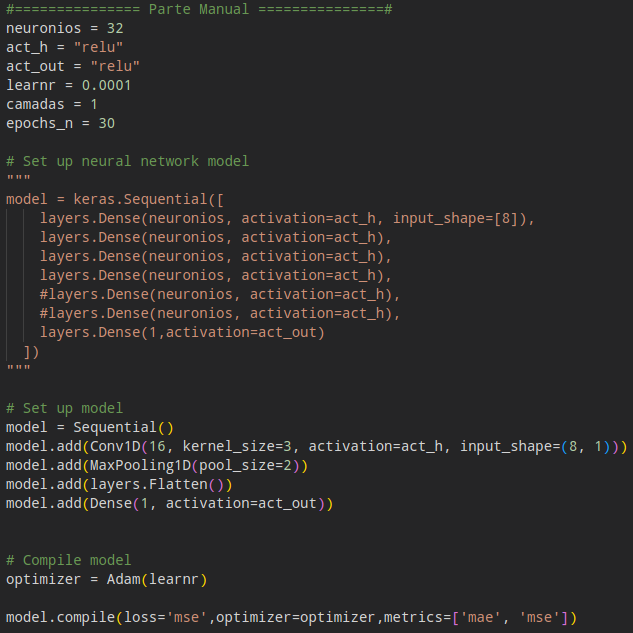 #=============== Parte Manual ===============#
neuronios = 32
act_h = "relu"
act_out = "relu"
learnr = 0.0001
camadas = 1
epochs_n = 30
# Set up neural network model
"""
model = keras.Sequential([
layers.Dense(neuronios, activation=act_h, input_shape=[8]),
layers.Dense(neuronios, activation=act_h),
layers.Dense(neuronios, activation=act_h),
layers.Dense(neuronios, activation=act_h),
#layers.Dense(neuronios, activation=act_h),
#layers.Dense(neuronios, activation=act_h),
layers.Dense(1,activation=act_out)
])
"""
# Set up model
model = Sequential()
model.add(Conv1D(16, kernel_size=3, activation=act_h, input_shape=(8, 1)))
model.add(MaxPooling1D(pool_size=2))
model.add(layers.Flatten())
model.add(Dense(1, activation=act_out))
# Compile model
optimizer = Adam(learnr)
model.compile(loss='mse',optimizer=optimizer,metrics=['mae', 'mse'])